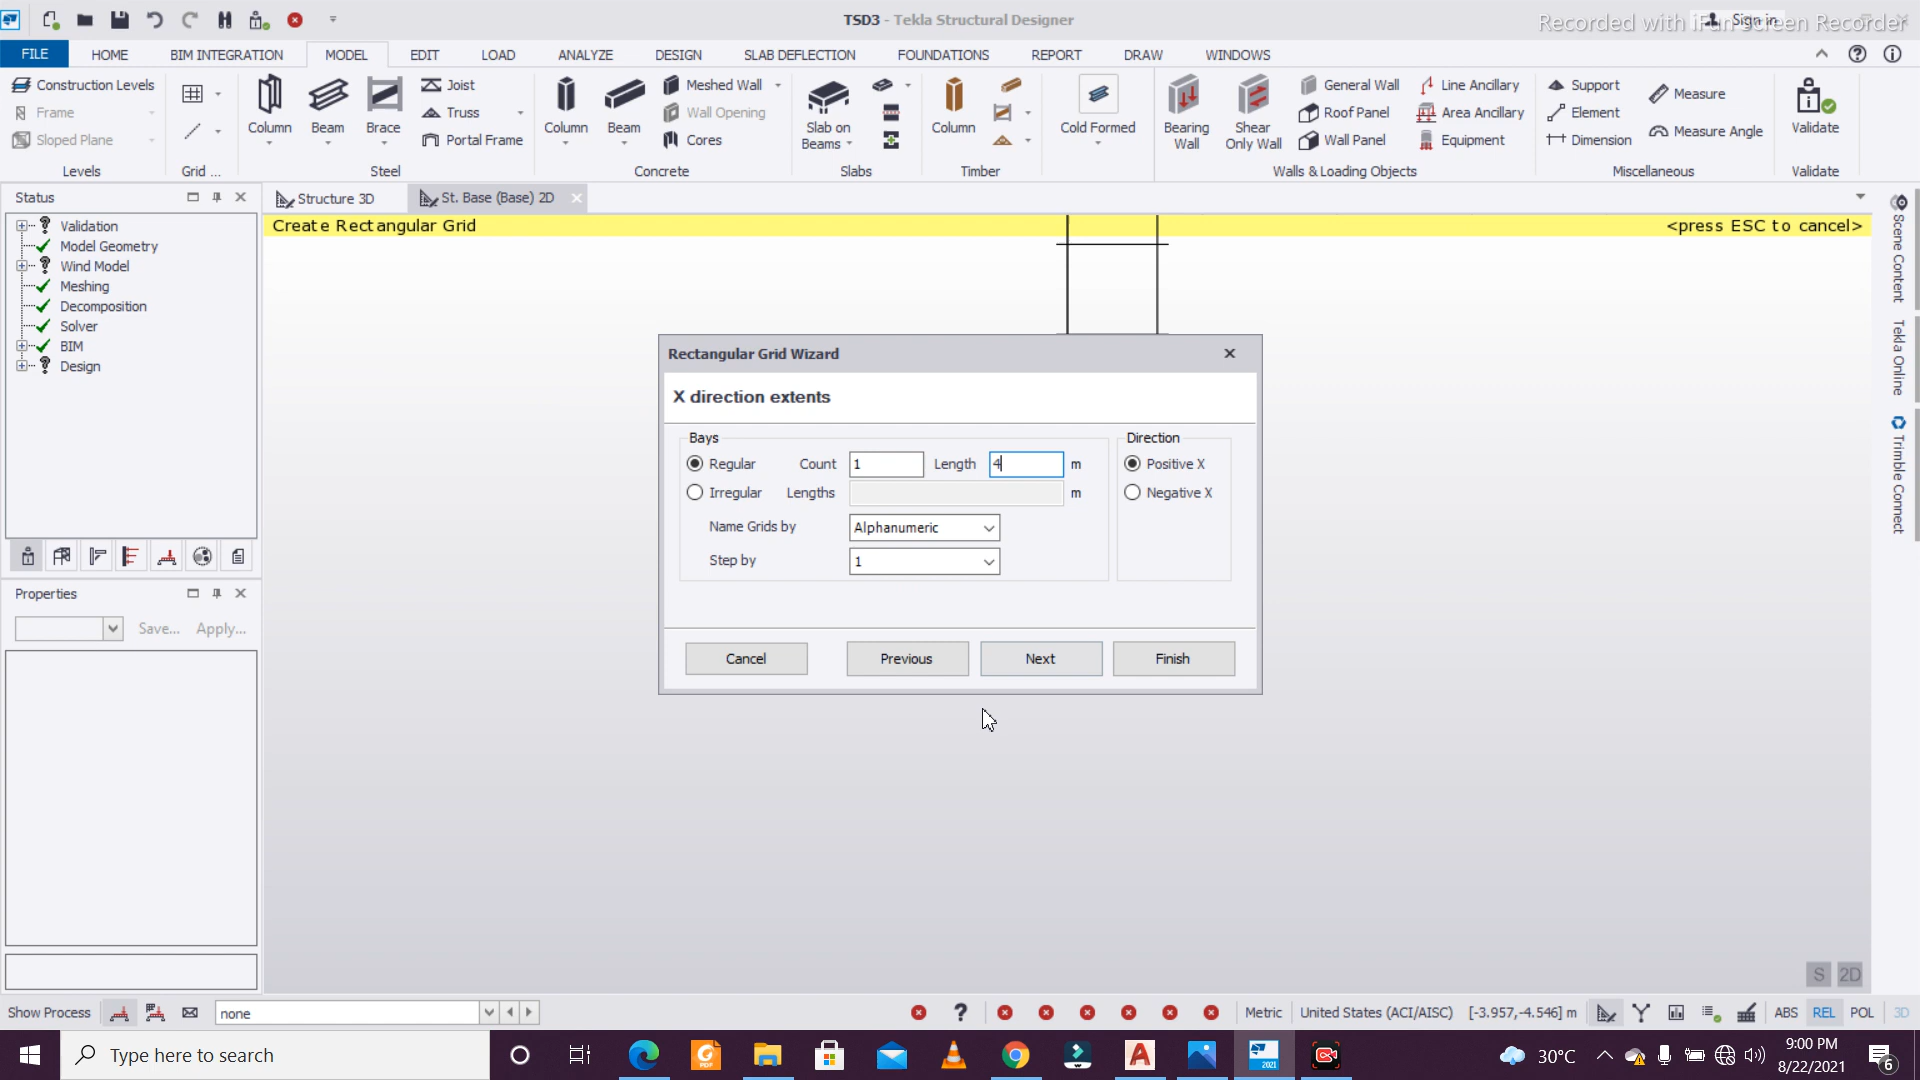 TSD3 - Tekla Structural Designer
Sign in
Recorded with iFun Screen Recorder
FILE HOME BIM INTEGRATION MODEL EDIT LOAD ANALYZE DESIGN SLAB DEFLECTION FOUNDATIONS REPORT DRAW WINDOWS
Construction Levels
Frame
Sloped Plane
Levels
Grid ...
Column
Beam
Brace
Joist
Truss
Portal Frame
Steel
Column
Beam
Meshed Wall
Wall Opening
Cores
Concrete
Slab on
Beams
Slabs
Column
Timber
Cold Formed
Bearing
Wall
Shear
Only Wall
General Wall
Roof Panel
Wall Panel
Line Ancillary
Area Ancillary
Equipment
Walls & Loading Objects
Support
Element
Dimension
Measure
Measure Angle
Miscellaneous
Validate
Validate
Status
Validation
Model Geometry
Wind Model
Meshing
Decomposition
Solver
BIM
Design
Properties
Save... Apply...
Structure 3D
St. Base (Base) 2D
Create Rectangular Grid
<press ESC to cancel>
Rectangular Grid Wizard
X direction extents
Bays
Regular Count 1 Length 4 m
Irregular Lengths m
Name Grids by Alphanumeric
Step by 1
Direction
Positive X
Negative X
Cancel Previous Next Finish
Scene Content
Tekla Online
Trimble Connect
S 2D
Show Process none
Metric United States (ACI/AISC) [-3.957,-4.546] m ABS REL POL 3D
Type here to search
PDF
2021
30°C
9:00 PM
8/22/2021
6